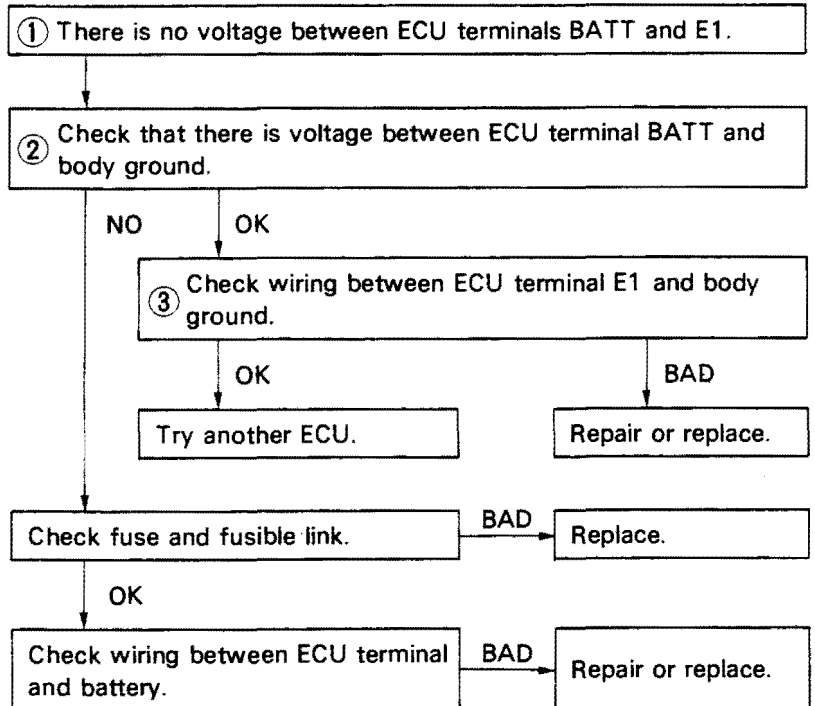 ① There is no voltage between ECU terminals BATT and E1.
② Check that there is voltage between ECU terminal BATT and
body ground.
NO
OK
③ Check wiring between ECU terminal E1 and body
ground.
OK
BAD
Try another ECU.
Repair or replace.
Check fuse and fusible link.
BAD
Replace.
OK
Check wiring between ECU terminal
and battery.
BAD
Repair or replace.